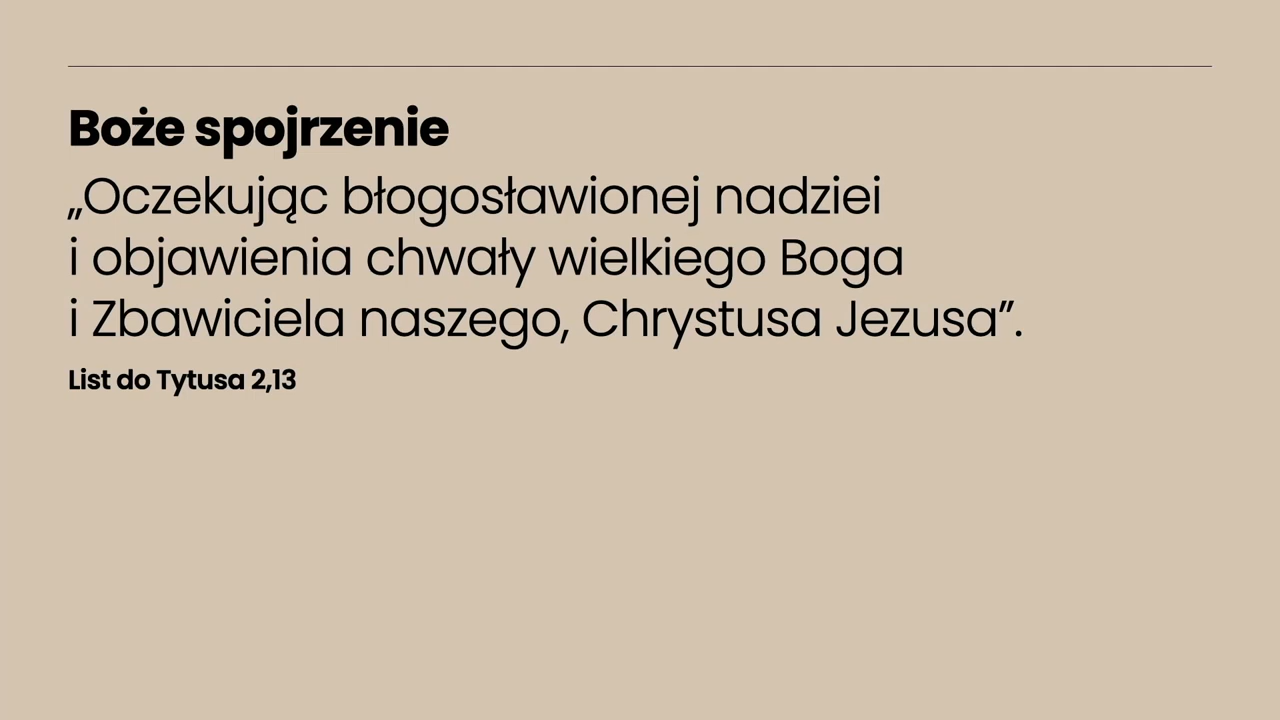 Boże spojrzenie
„Oczekując błogosławionej nadziei
i objawienia chwały wielkiego Boga
i Zbawiciela naszego, Chrystusa Jezusa”.
List do Tytusa 2,13